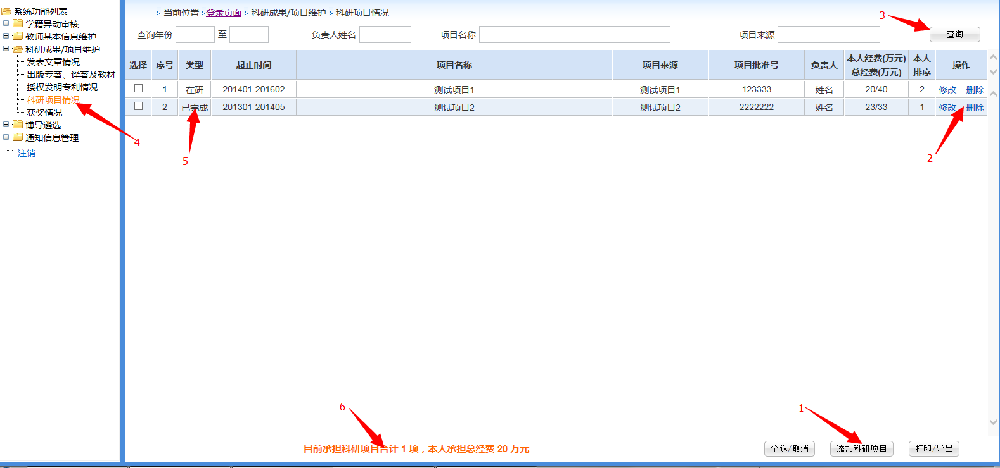 系统功能列表
学籍异动审核
教师基本信息维护
科研成果/项目维护
发表文章情况
出版专著、译著及教材
授权发明专利情况
科研项目情况
获奖情况
博导遴选
通知信息管理
注销
4
当前位置 登录页面 科研成果/项目维护 科研项目情况
3
查询年份 至 负责人姓名 项目名称 项目来源 查询
选择 序号 类型 起止时间 项目名称 项目来源 项目批准号 负责人 本人经费(万元) 总经费(万元) 本人排序 操作
1 在研 201401-201602 测试项目1 测试项目1 123333 姓名 20/40 2 修改 删除
2 已完成 201301-201405 测试项目2 测试项目2 2222222 姓名 23/33 1 修改 删除
5
2
6
1
目前承担科研项目合计 1 项，本人承担总经费 20 万元
全选/取消 添加科研项目 打印/导出